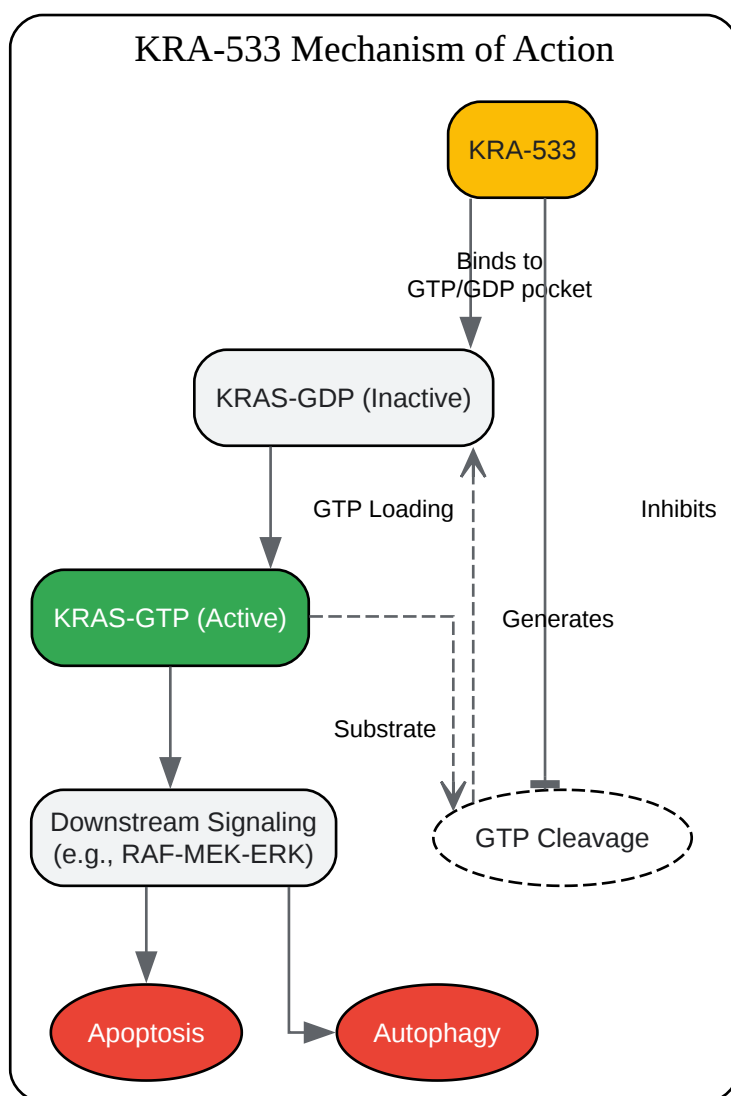 KRA-533 Mechanism of Action
KRA-533
Binds to
GTP/GDP pocket
KRAS-GDP (Inactive)
GTP Loading
Inhibits
KRAS-GTP (Active)
Generates
Substrate
Downstream Signaling
(e.g., RAF-MEK-ERK)
GTP Cleavage
Apoptosis
Autophagy